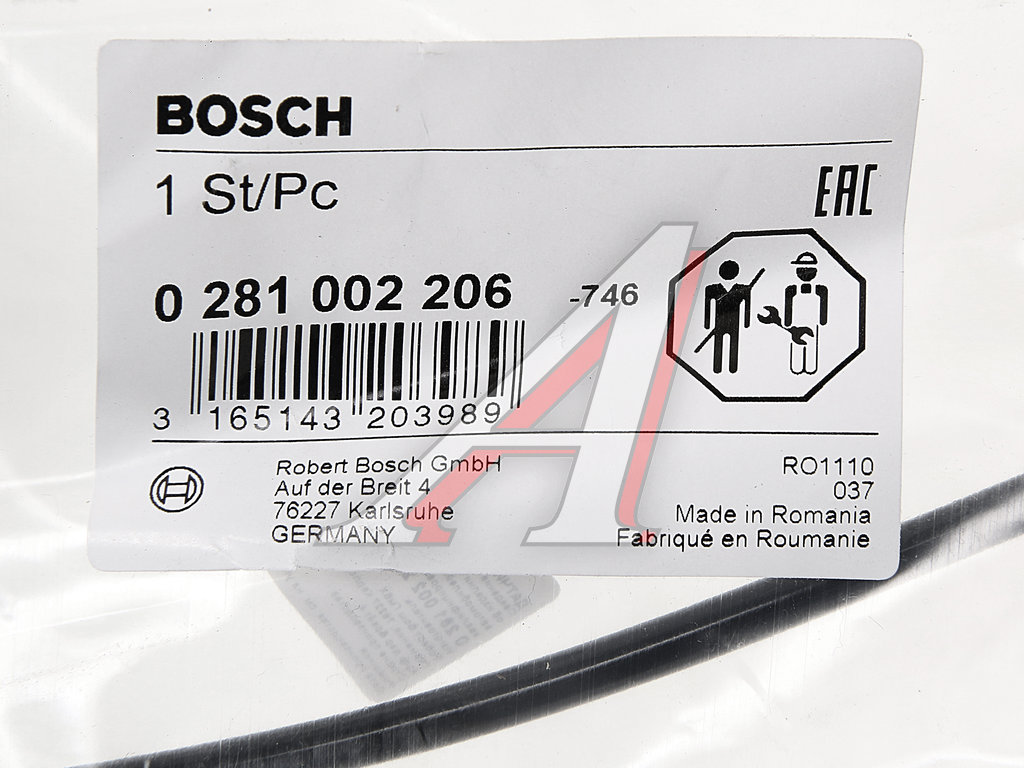 BOSCH
1 St/Pc
EAC
0 281 002 206 -746
3 165143 203989
Robert Bosch GmbH
Auf der Breit 4
76227 Karlsruhe
GERMANY
RO1110
037
Made in Romania
Fabriqué en Roumanie